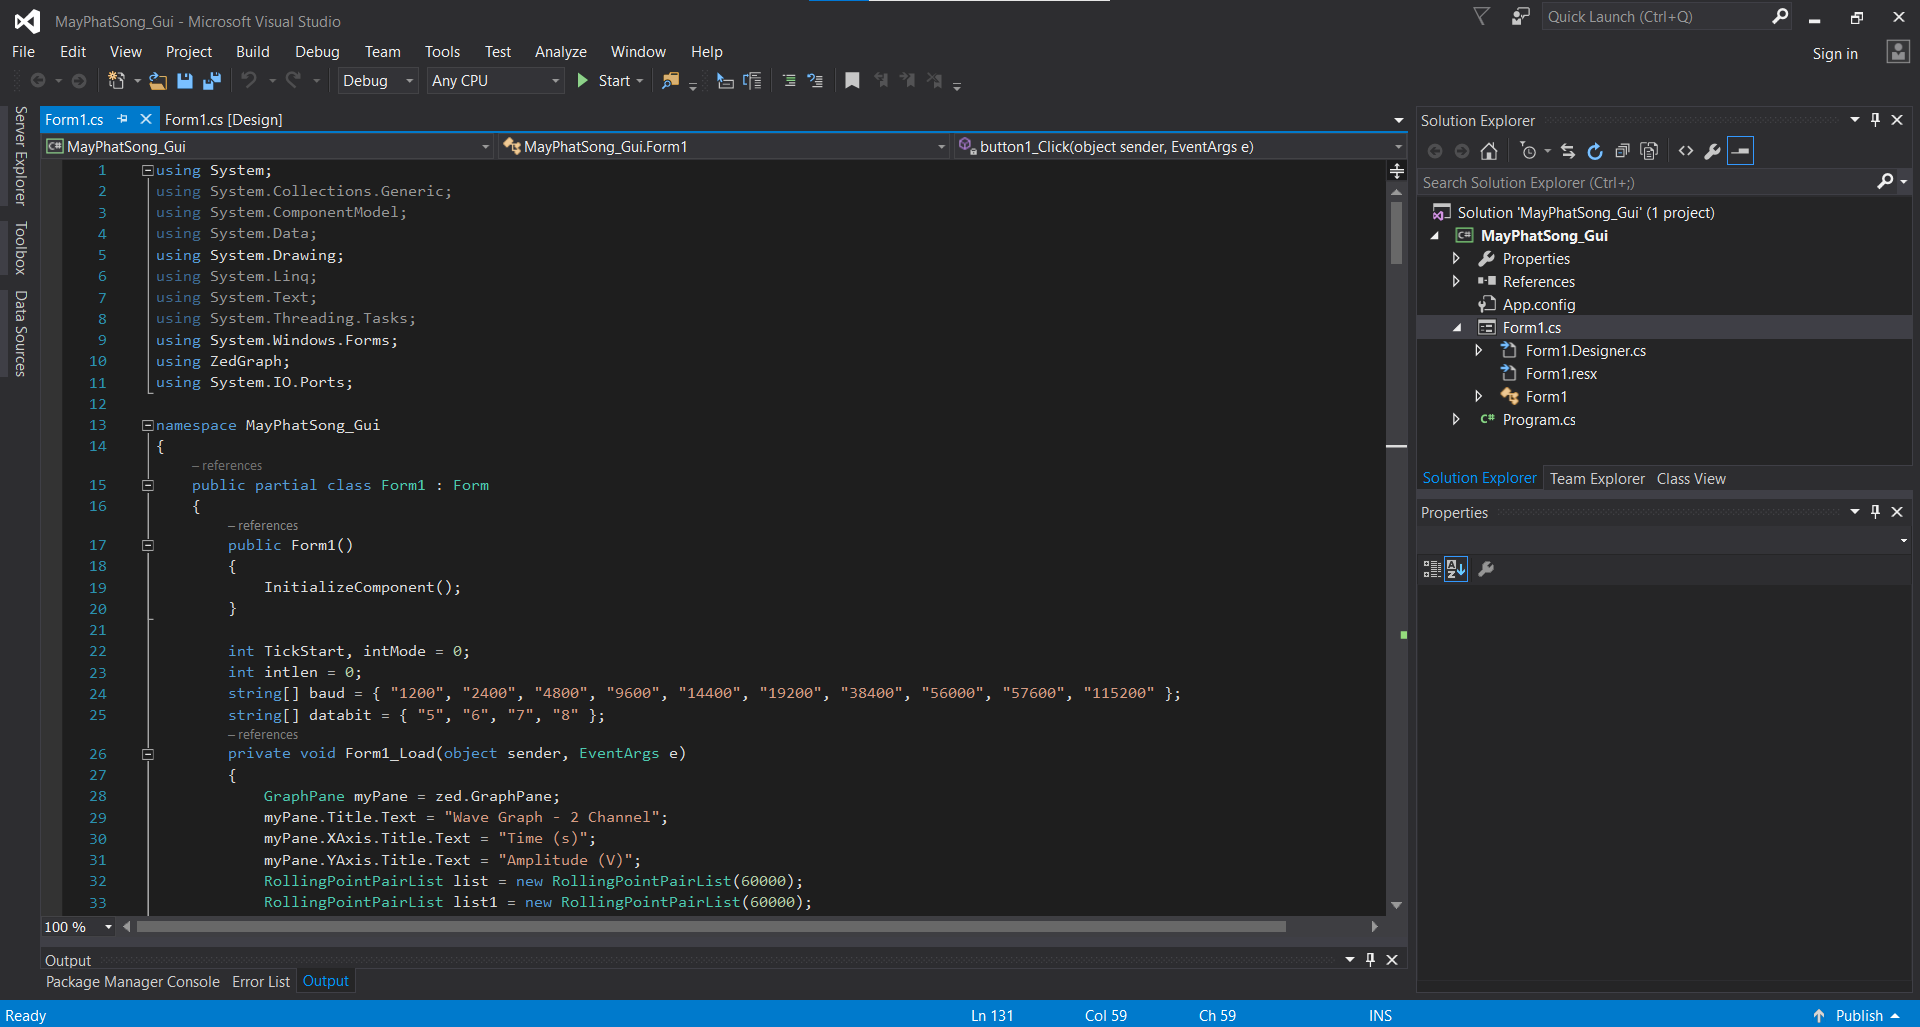 MayPhatSong_Gui - Microsoft Visual Studio
Quick Launch (Ctrl+Q)
File Edit View Project Build Debug Team Tools Test Analyze Window Help
Sign in
Debug Any CPU Start
Server Explorer
Toolbox
Data Sources
Form1.cs Form1.cs [Design]
MayPhatSong_Gui MayPhatSong_Gui.Form1 button1_Click(object sender, EventArgs e)
1 using System;
2 using System.Collections.Generic;
3 using System.ComponentModel;
4 using System.Data;
5 using System.Drawing;
6 using System.Linq;
7 using System.Text;
8 using System.Threading.Tasks;
9 using System.Windows.Forms;
10 using ZedGraph;
11 using System.IO.Ports;
12
13 namespace MayPhatSong_Gui
14 {
– references
15 public partial class Form1 : Form
16 {
– references
17 public Form1()
18 {
19 InitializeComponent();
20 }
21
22 int TickStart, intMode = 0;
23 int intlen = 0;
24 string[] baud = { "1200", "2400", "4800", "9600", "14400", "19200", "38400", "56000", "57600", "115200" };
25 string[] databit = { "5", "6", "7", "8" };
– references
26 private void Form1_Load(object sender, EventArgs e)
27 {
28 GraphPane myPane = zed.GraphPane;
29 myPane.Title.Text = "Wave Graph - 2 Channel";
30 myPane.XAxis.Title.Text = "Time (s)";
31 myPane.YAxis.Title.Text = "Amplitude (V)";
32 RollingPointPairList list = new RollingPointPairList(60000);
33 RollingPointPairList list1 = new RollingPointPairList(60000);
100 %
Output
Package Manager Console Error List Output
Solution Explorer
Search Solution Explorer (Ctrl+;)
Solution 'MayPhatSong_Gui' (1 project)
C# MayPhatSong_Gui
Properties
References
App.config
Form1.cs
Form1.Designer.cs
Form1.resx
Form1
C# Program.cs
Solution Explorer Team Explorer Class View
Properties
Ready Ln 131 Col 59 Ch 59 INS Publish